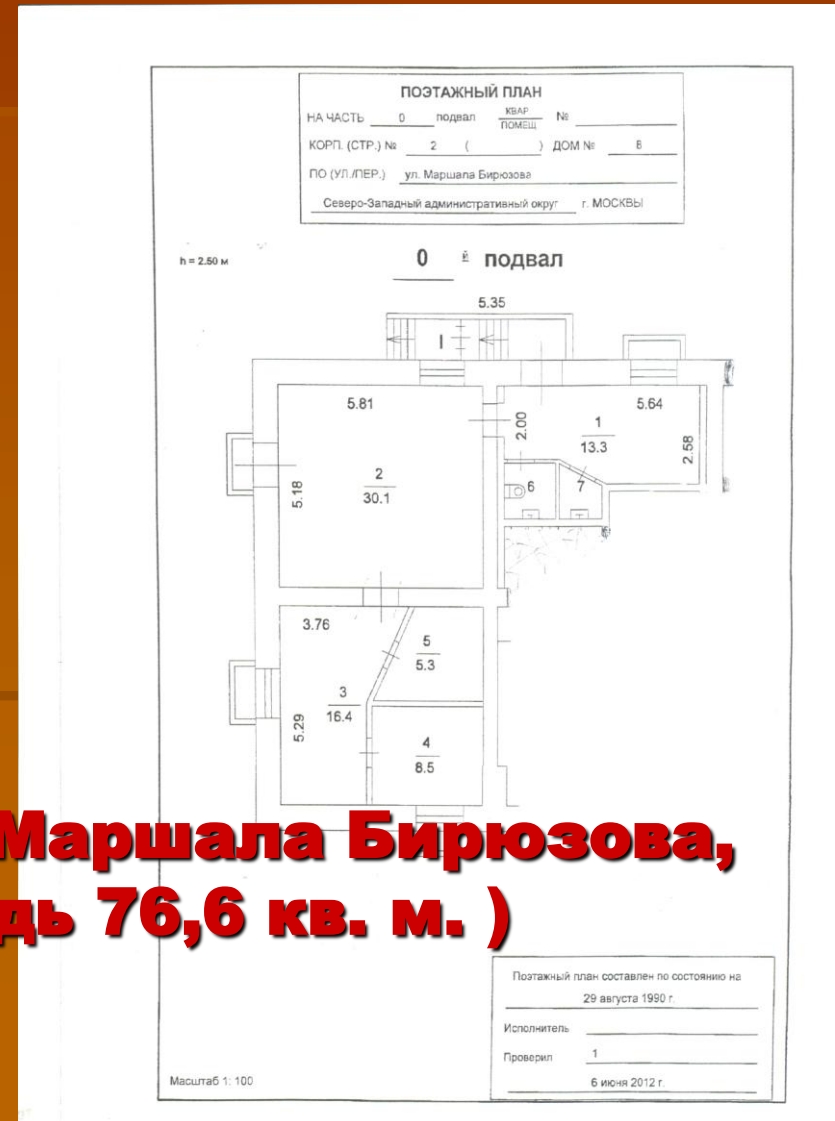 ПОЭТАЖНЫЙ ПЛАН
НА ЧАСТЬ 0 подвал КВАР ПОМЕЩ №
КОРП. (СТР.) № 2 ( ) ДОМ № 8
ПО (УЛ./ПЕР.) ул. Маршала Бирюзова
Северо-Западный административный округ г. МОСКВЫ
h = 2.50 м
0 й подвал
5.35
I
5.81
5.64
2.00
1
13.3
2.58
2
30.1
5.18
6
7
3.76
5
5.3
3
16.4
5.29
4
8.5
Маршала Бирюзова,
дь 76,6 кв. м. )
Поэтажный план составлен по состоянию на
29 августа 1990 г.
Исполнитель
Проверил 1
6 июня 2012 г.
Масштаб 1: 100